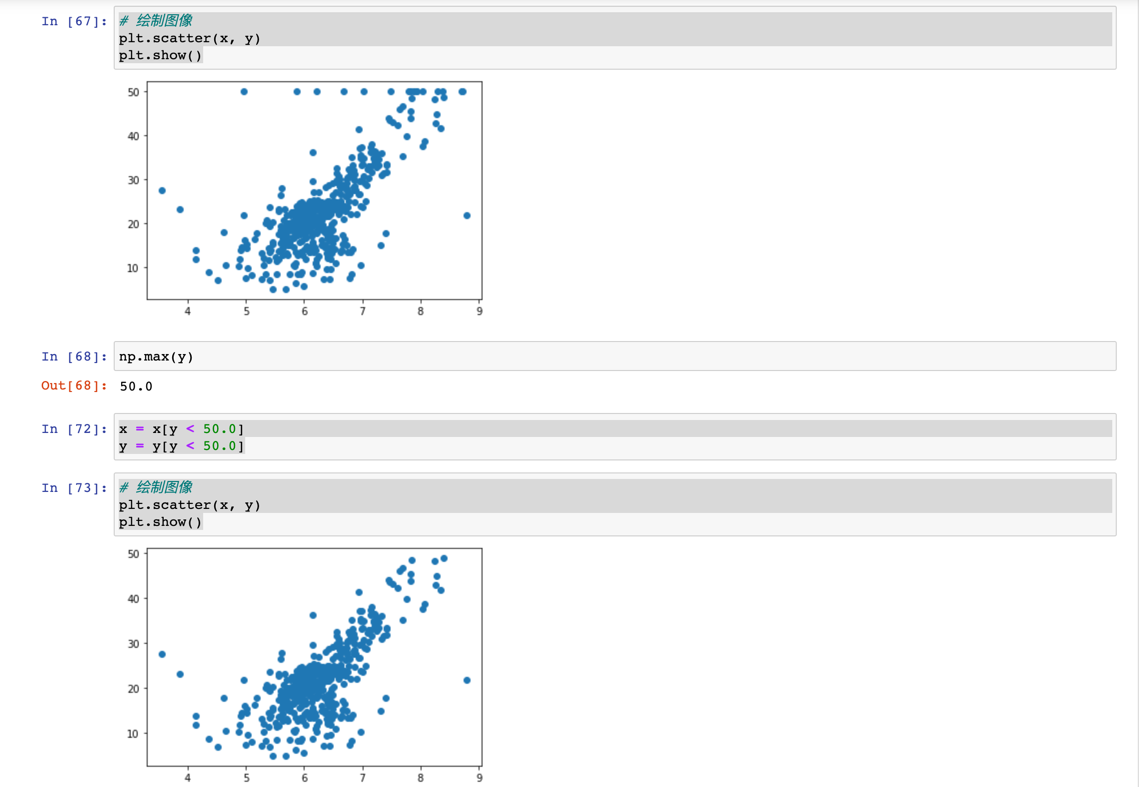 In [67]:
# 绘制图像
plt.scatter(x, y)
plt.show()
50
40
30
20
10
4 5 6 7 8 9
In [68]:
np.max(y)
Out[68]:
50.0
In [72]:
x = x[y < 50.0]
y = y[y < 50.0]
In [73]:
# 绘制图像
plt.scatter(x, y)
plt.show()
50
40
30
20
10
4 5 6 7 8 9